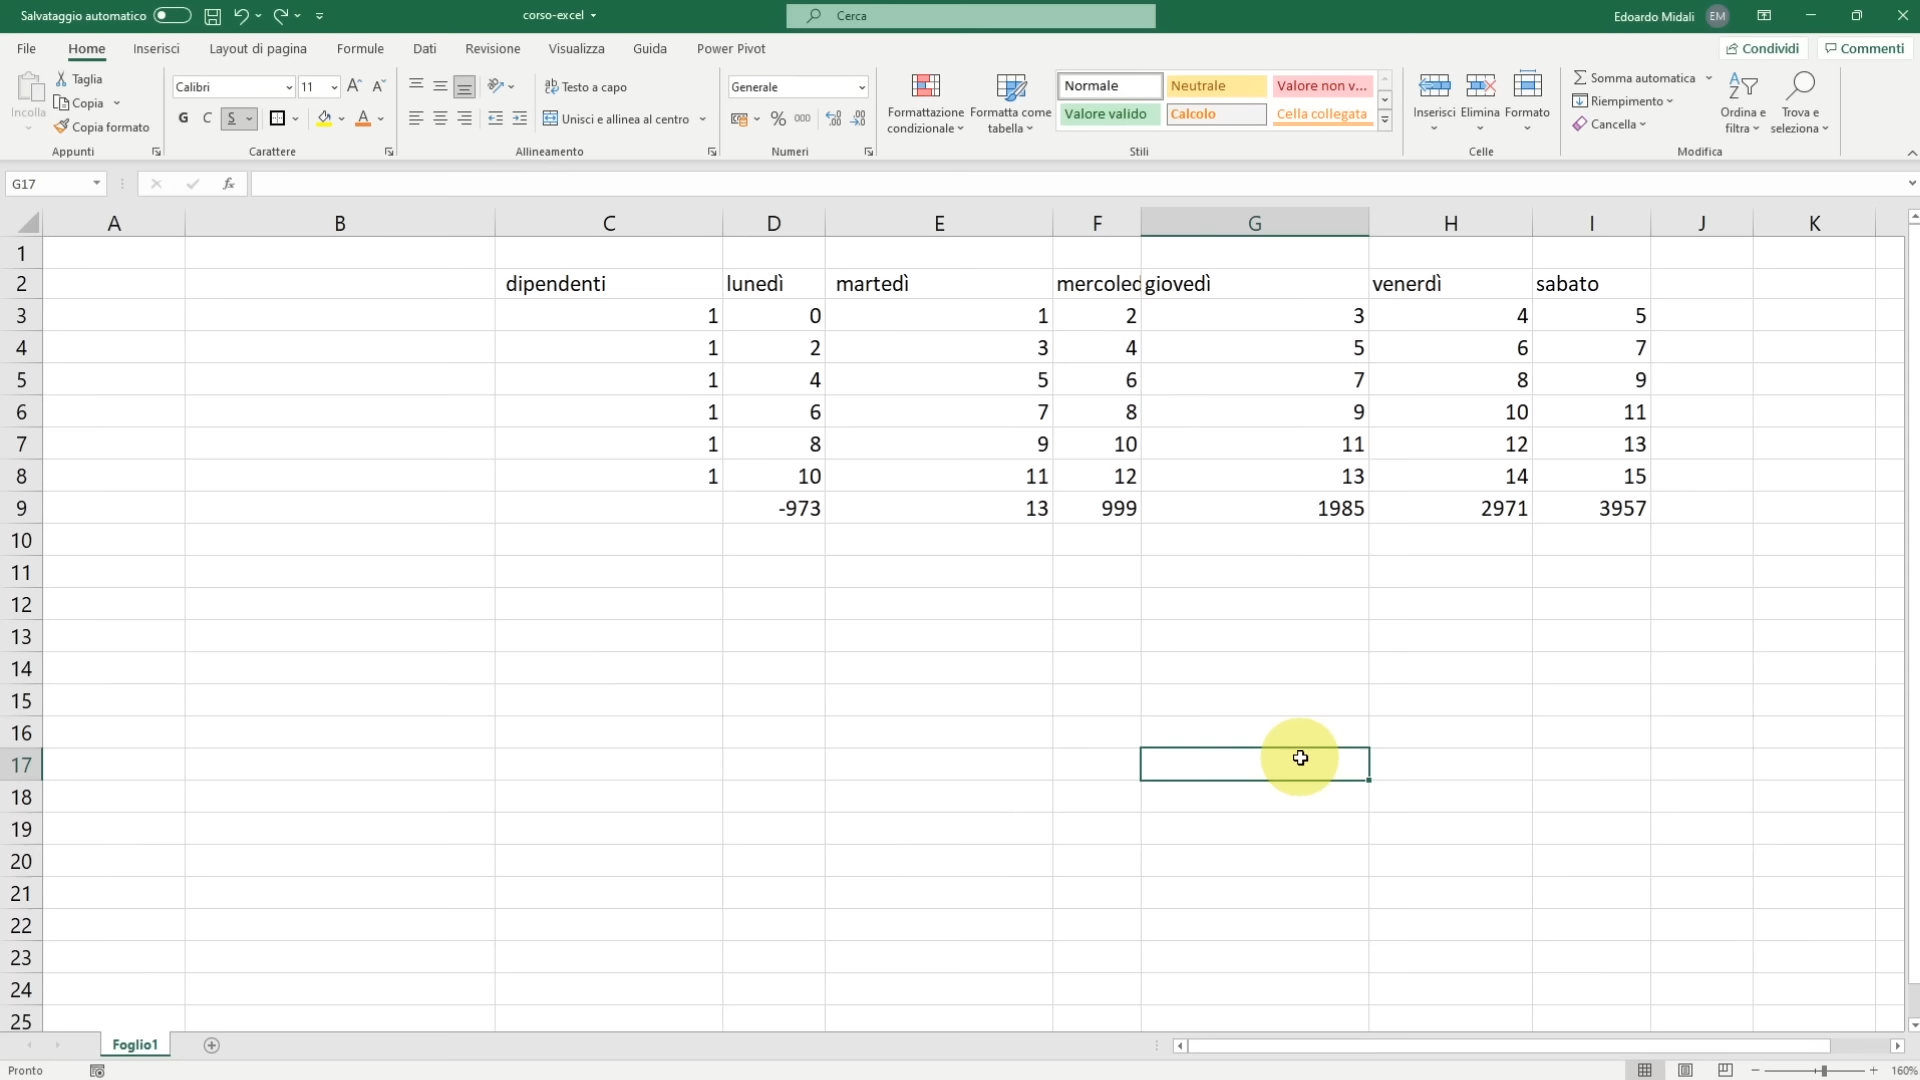 Salvataggio automatico corso-excel Cerca Edoardo Midali EM
File Home Inserisci Layout di pagina Formule Dati Revisione Visualizza Guida Power Pivot Condividi Commenti
Incolla
Taglia
Copia
Copia formato
Appunti
Calibri 11
G C S
Carattere
Testo a capo
Unisci e allinea al centro
Allineamento
Generale
% 000
Numeri
Formattazione condizionale
Formatta come tabella
Normale Neutrale Valore non v...
Valore valido Calcolo Cella collegata
Stili
Inserisci Elimina Formato
Celle
Somma automatica
Riempimento
Cancella
Ordina e filtra
Trova e seleziona
Modifica
G17 fx
A B C D E F G H I J K
1
2 dipendenti lunedì martedì mercoled giovedì venerdì sabato
3 1 0 1 2 3 4 5
4 1 2 3 4 5 6 7
5 1 4 5 6 7 8 9
6 1 6 7 8 9 10 11
7 1 8 9 10 11 12 13
8 1 10 11 12 13 14 15
9 -973 13 999 1985 2971 3957
10
11
12
13
14
15
16
17
18
19
20
21
22
23
24
25
Foglio1
Pronto 160%